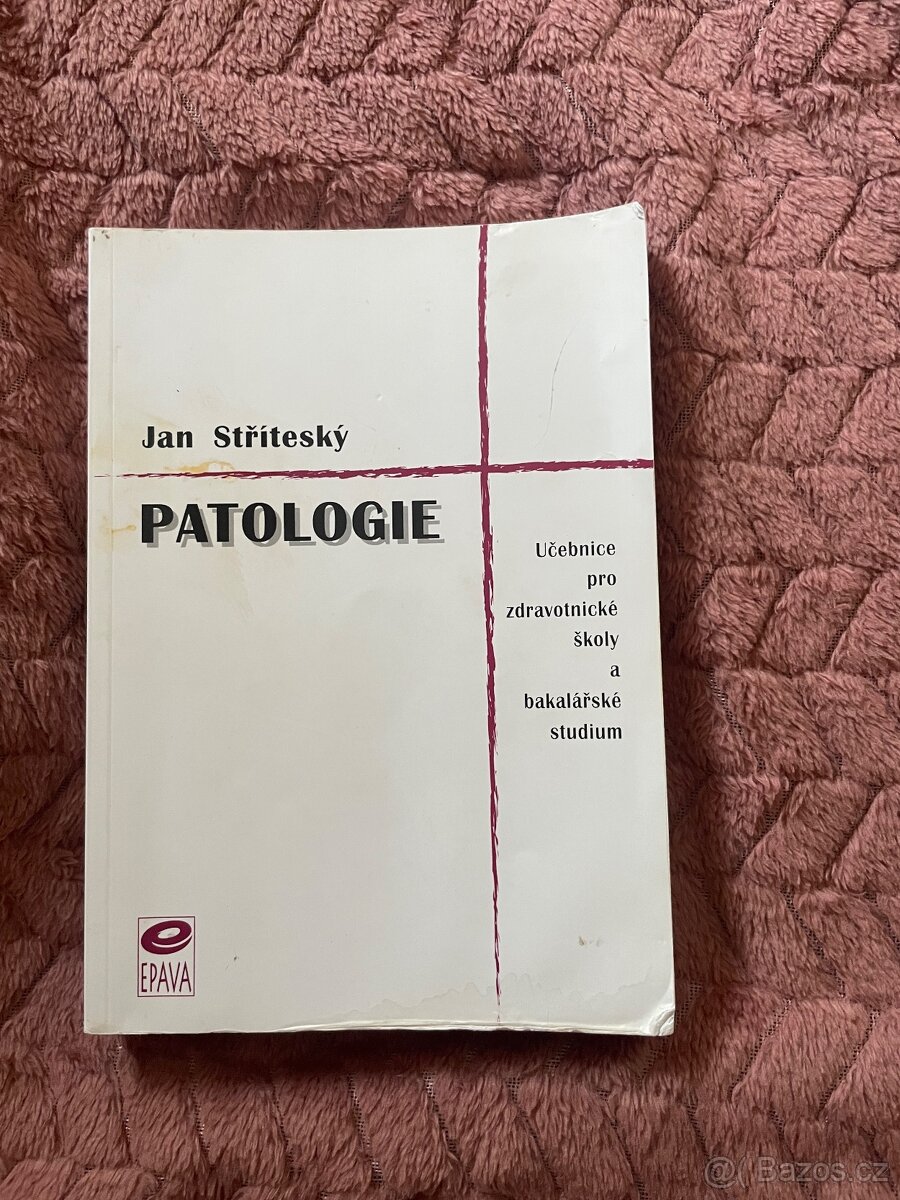 Jan Stříteský
PATOLOGIE
Učebnice
pro
zdravotnické
školy
a
bakalářské
studium
e
EPAVA
@( Bazos.cz